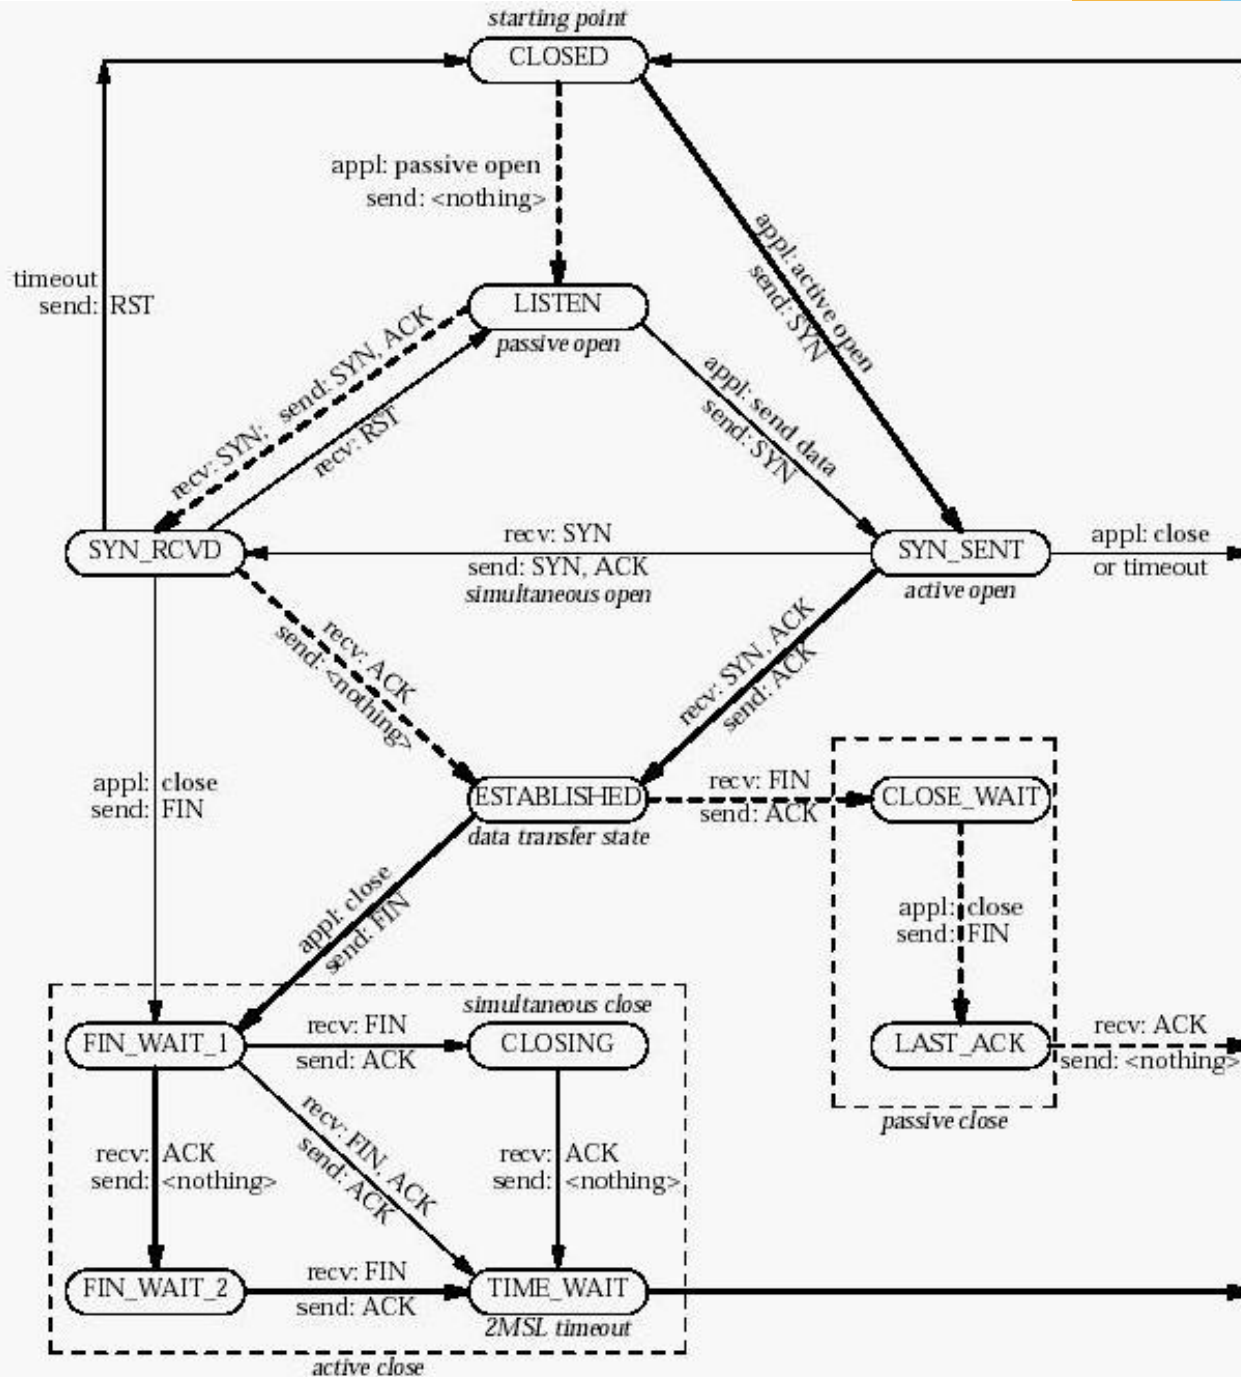 starting point
CLOSED
appl: passive open
send: <nothing>
appl: active open
send: SYN
timeout
send: RST
LISTEN
passive open
recv: SYN; send: SYN, ACK
recv: RST
appl: send data
send: SYN
SYN_RCVD
recv: SYN
send: SYN, ACK
simultaneous open
SYN_SENT
active open
appl: close
or timeout
recv: ACK
send: <nothing>
recv: SYN, ACK
send: ACK
appl: close
send: FIN
ESTABLISHED
data transfer state
recv: FIN
send: ACK
CLOSE_WAIT
appl: close
send: FIN
appl: close
send: FIN
simultaneous close
FIN_WAIT_1
recv: FIN
send: ACK
CLOSING
LAST_ACK
recv: ACK
send: <nothing>
passive close
recv: ACK
send: <nothing>
recv: FIN, ACK
send: ACK
recv: ACK
send: <nothing>
FIN_WAIT_2
recv: FIN
send: ACK
TIME_WAIT
2MSL timeout
active close